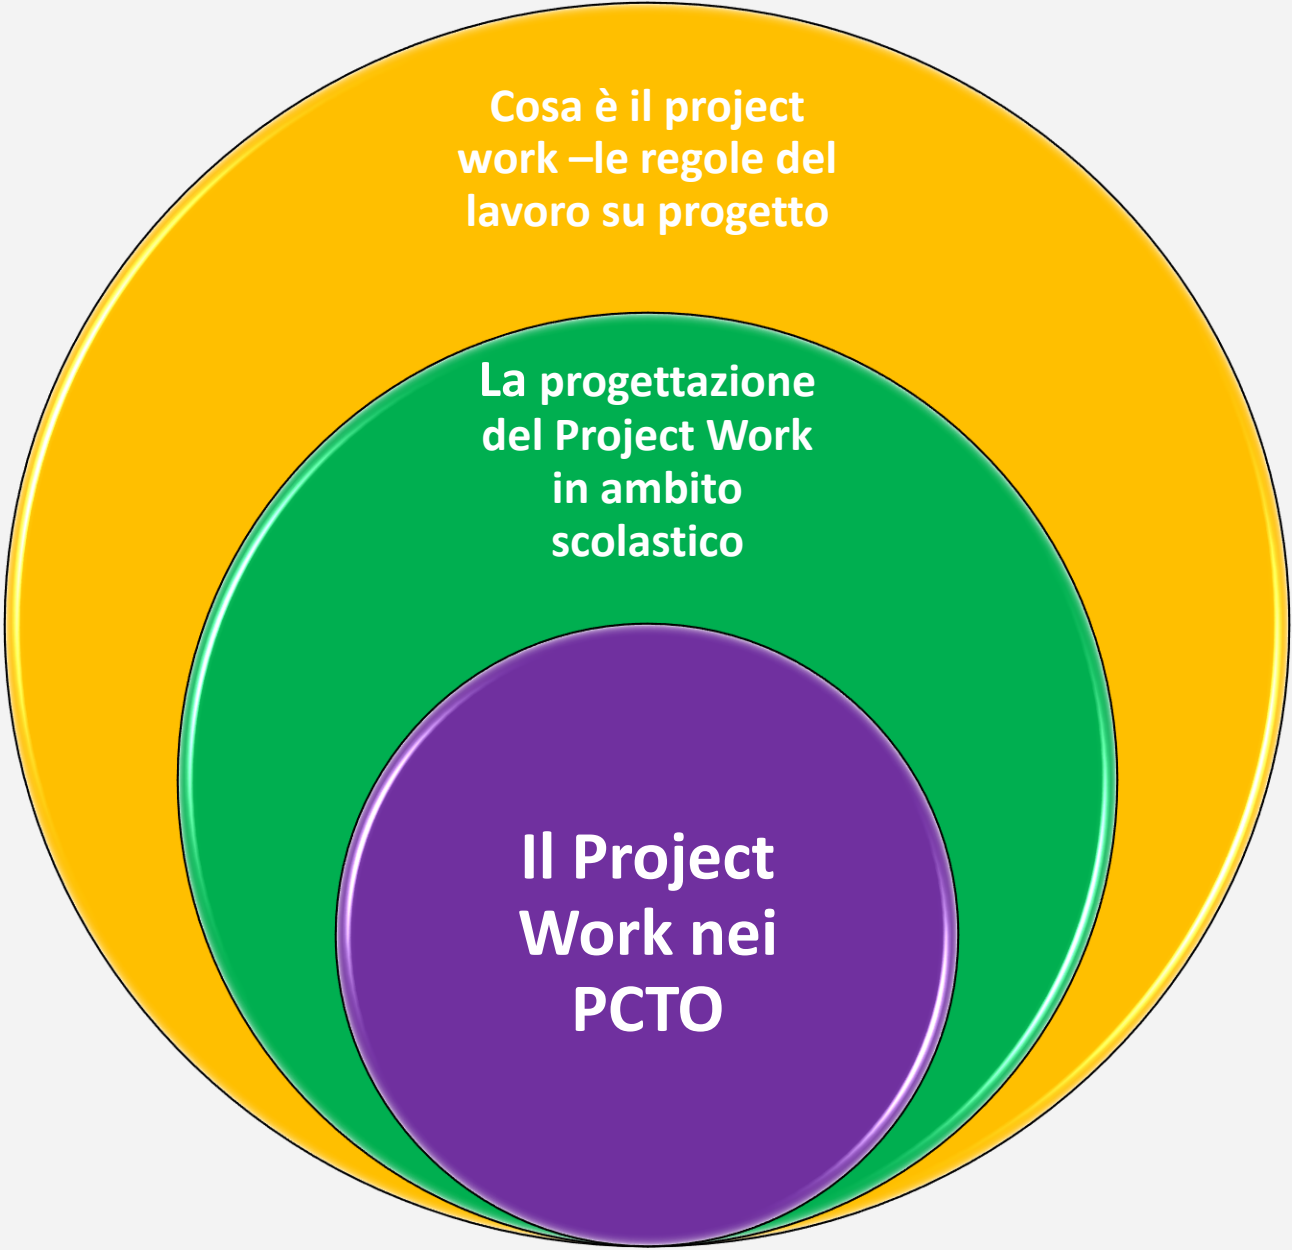 Cosa è il project
work –le regole del
lavoro su progetto
La progettazione
del Project Work
in ambito
scolastico
Il Project
Work nei
PCTO